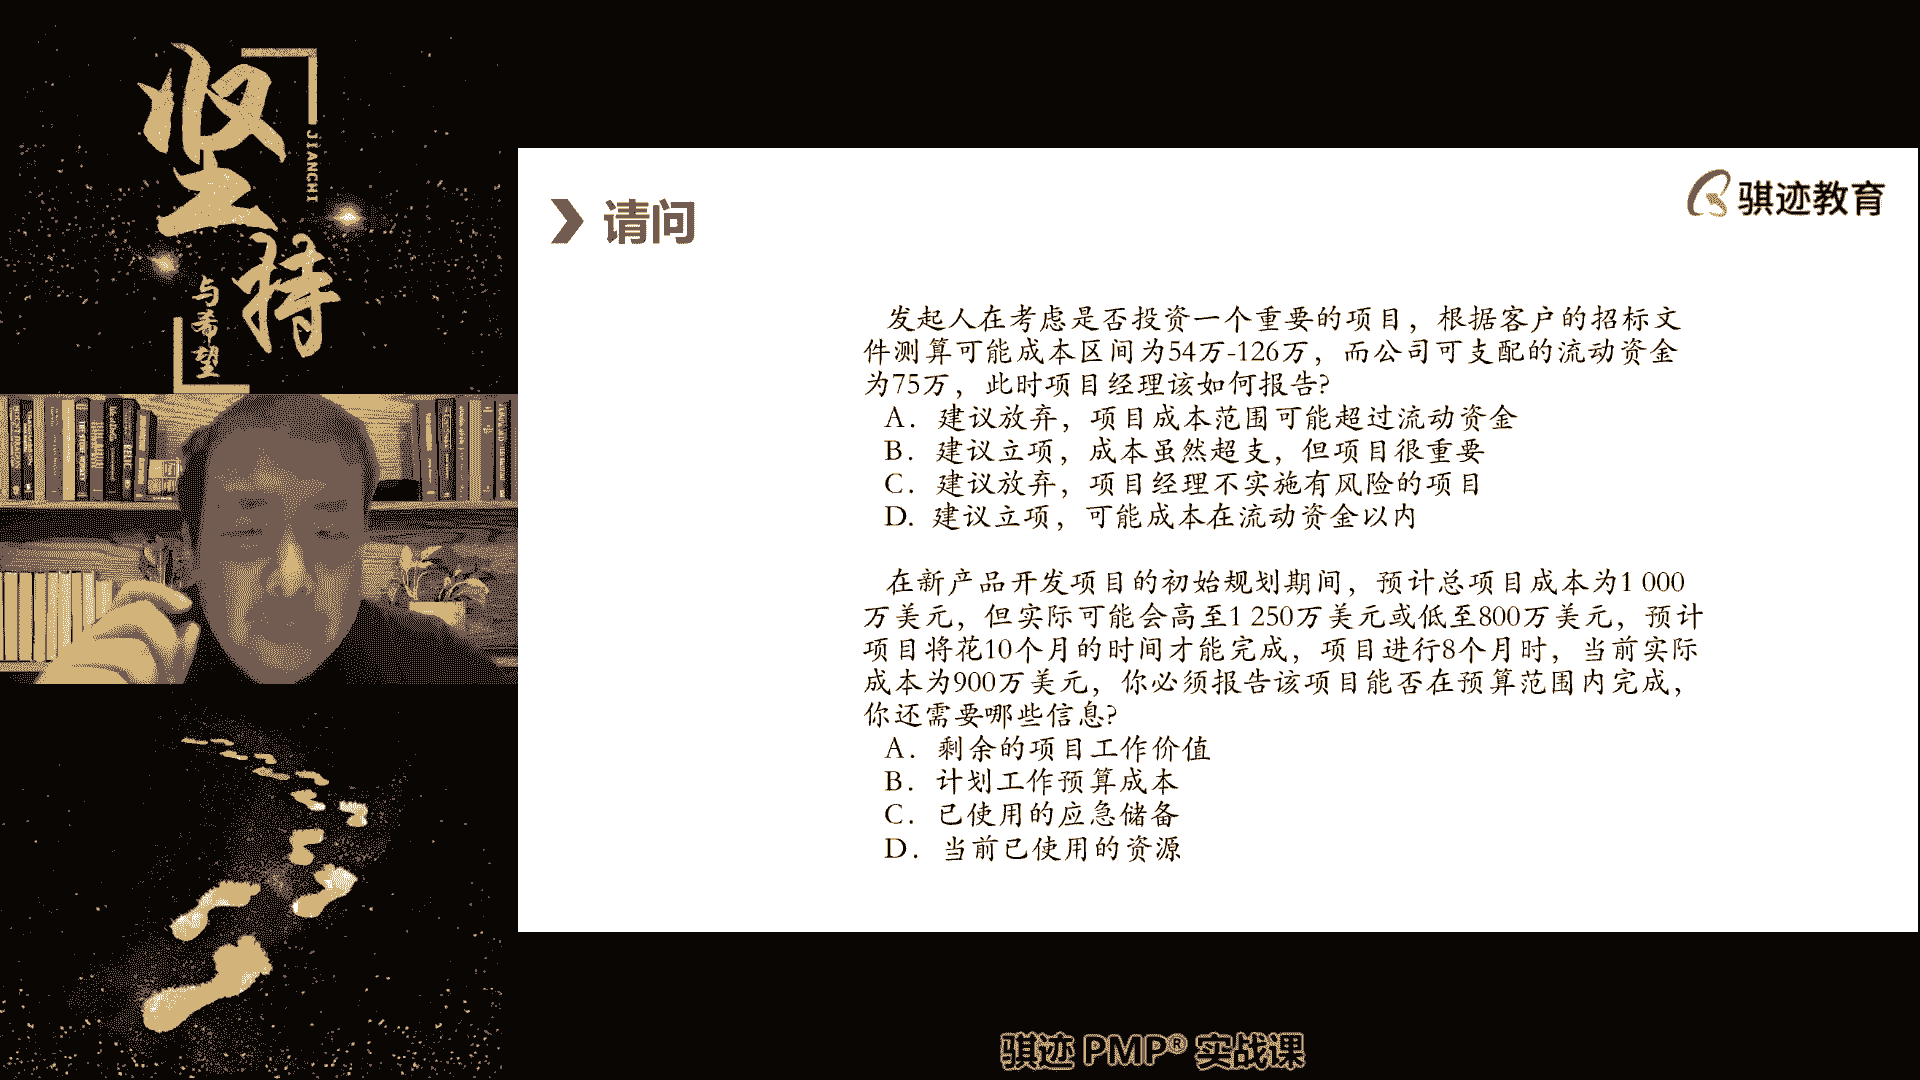 坚持
JIANCHI
与希望
骐迹教育
请问
发起人在考虑是否投资一个重要的项目，根据客户的招标文
件测算可能成本区间为54万-126万，而公司可支配的流动资金
为75万，此时项目经理该如何报告?
A. 建议放弃，项目成本范围可能超过流动资金
B. 建议立项，成本虽然超支，但项目很重要
C. 建议放弃，项目经理不实施有风险的项目
D. 建议立项，可能成本在流动资金以内
在新产品开发项目的初始规划期间，预计总项目成本为1 000
万美元，但实际可能会高至1 250万美元或低至800万美元，预计
项目将花10个月的时间才能完成，项目进行8个月时，当前实际
成本为900万美元，你必须报告该项目能否在预算范围内完成，
你还需要哪些信息?
A. 剩余的项目工作价值
B. 计划工作预算成本
C. 已使用的应急储备
D. 当前已使用的资源
骐迹 PMP® 实战课